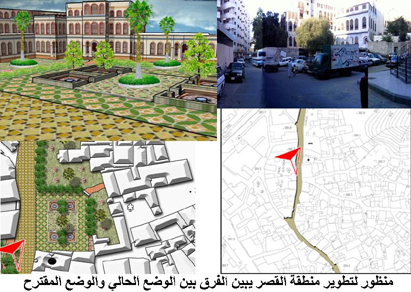 منظور لتطوير منطقة القصر يبين الفرق بين الوضع الحالي والوضع المقترح